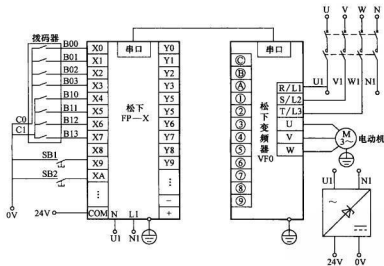 U V W N
拨码器
串口
串口
B00 X0 Y0
B01 X1 Y1
B02 X2 Y2
B03 X3 Y3
B10 X4 Y4
B11 X5 Y5
C0 B12 X6 Y6
C1 B13 X7 Y7
X8 Y8
SB1 X9 Y9
SB2 XA
松下
FP—X
0V
24V COM N L1 － ＋
U1 N1
C
B
A
①
②
③
④
⑤
⑥
⑦
⑧
⑨
松下变频器
VF0
R/L1
S/L2
T/L3
U
V
W
U1 V1 W1 N1
M
3~
电动机
U1 N1
~
24V 0V